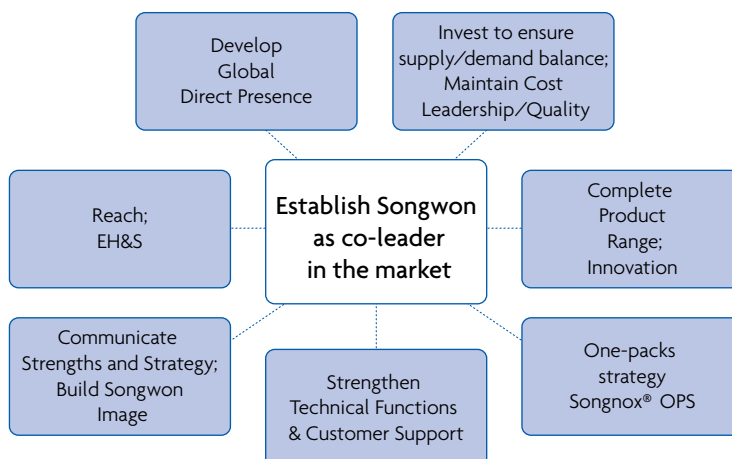 Develop
Global
Direct Presence
Invest to ensure
supply/demand balance;
Maintain Cost
Leadership/Quality
Reach;
EH&S
Establish Songwon
as co-leader
in the market
Complete
Product
Range;
Innovation
Communicate
Strengths and Strategy;
Build Songwon
Image
Strengthen
Technical Functions
& Customer Support
One-packs
strategy
Songnox® OPS